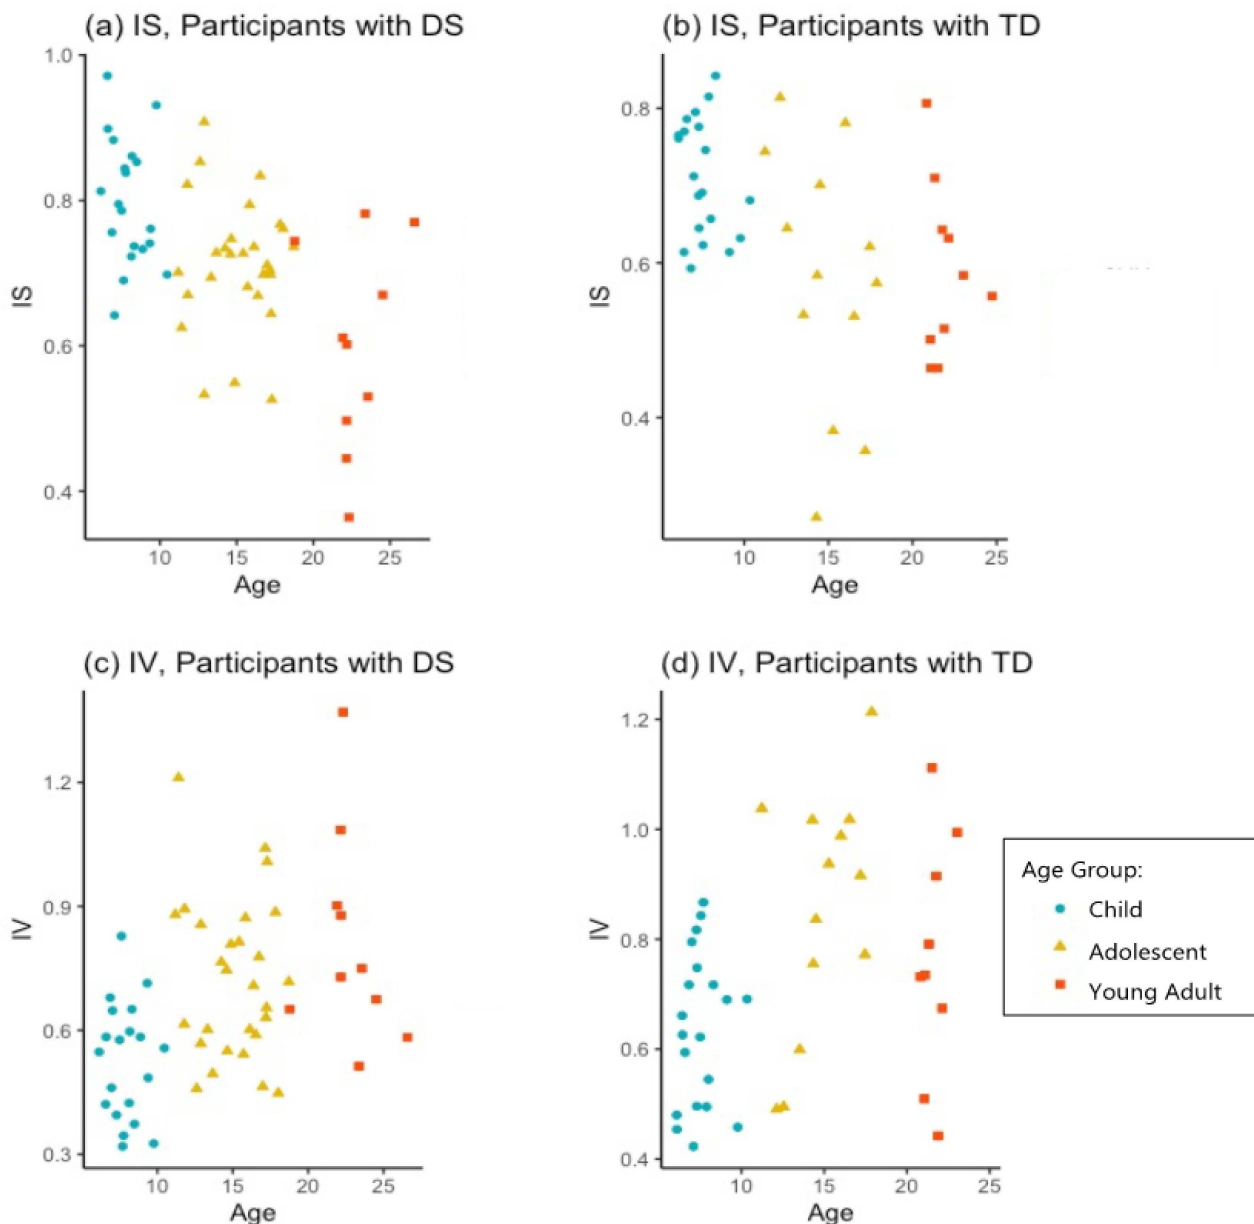 (a) IS, Participants with DS
1.0
0.8
0.6
0.4
IS
10 15 20 25
Age
(b) IS, Participants with TD
0.8
0.6
0.4
IS
10 15 20 25
Age
(c) IV, Participants with DS
1.2
0.9
0.6
0.3
IV
10 15 20 25
Age
(d) IV, Participants with TD
1.2
1.0
0.8
0.6
0.4
IV
10 15 20 25
Age
Age Group:
Child
Adolescent
Young Adult